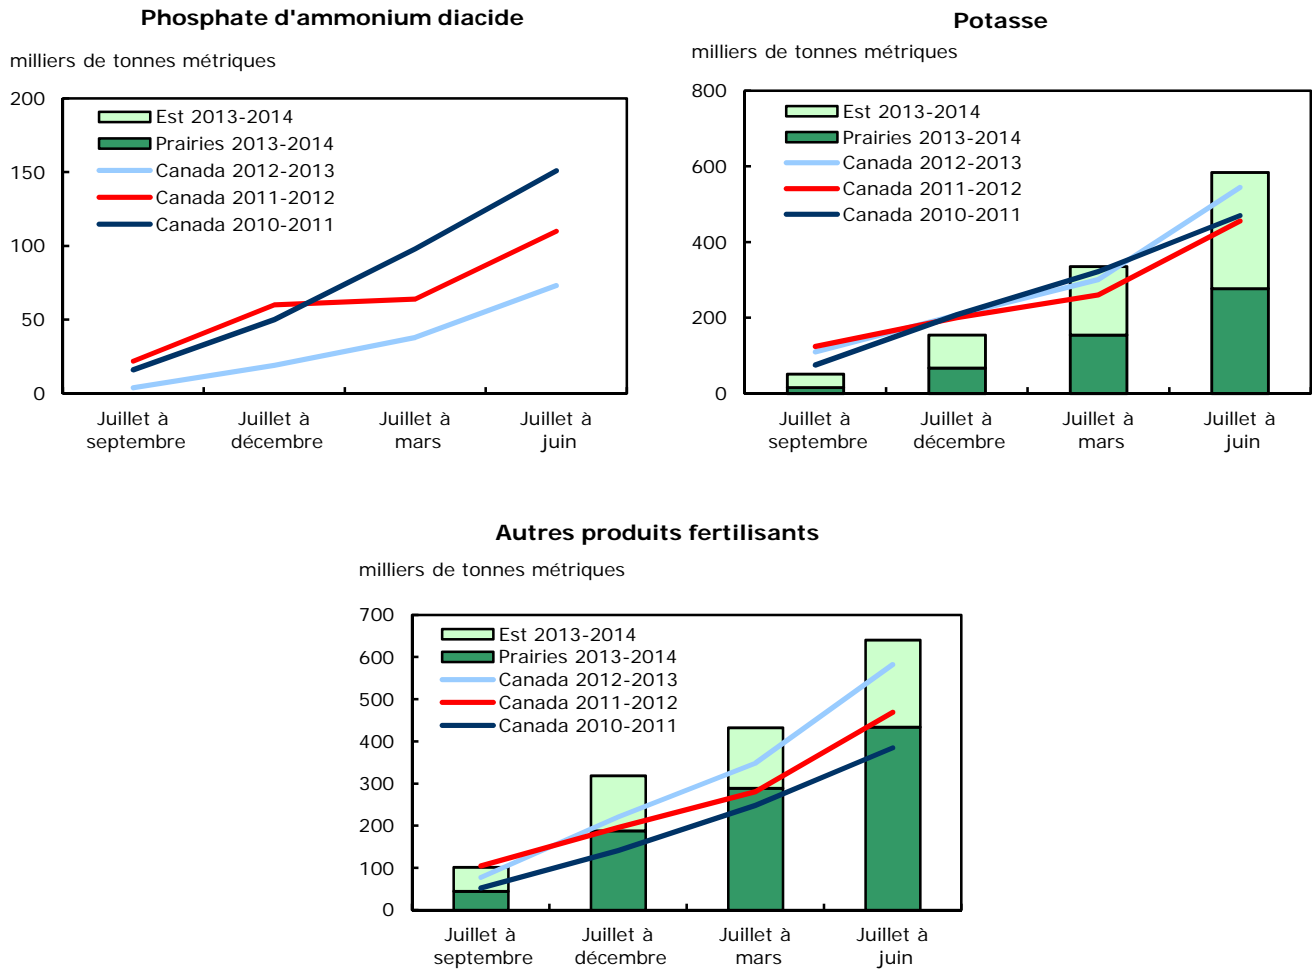 Phosphate d'ammonium diacide
milliers de tonnes métriques
200
150
100
50
0
Est 2013-2014
Prairies 2013-2014
Canada 2012-2013
Canada 2011-2012
Canada 2010-2011
Juillet à septembre
Juillet à décembre
Juillet à mars
Juillet à juin
Potasse
milliers de tonnes métriques
800
600
400
200
0
Est 2013-2014
Prairies 2013-2014
Canada 2012-2013
Canada 2011-2012
Canada 2010-2011
Juillet à septembre
Juillet à décembre
Juillet à mars
Juillet à juin
Autres produits fertilisants
milliers de tonnes métriques
700
600
500
400
300
200
100
0
Est 2013-2014
Prairies 2013-2014
Canada 2012-2013
Canada 2011-2012
Canada 2010-2011
Juillet à septembre
Juillet à décembre
Juillet à mars
Juillet à juin